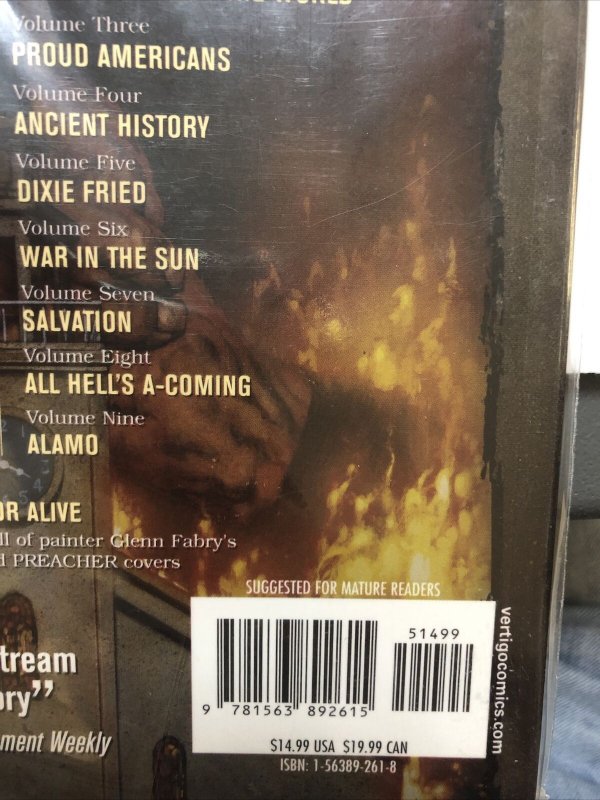 Volume Three
PROUD AMERICANS
Volume Four
ANCIENT HISTORY
Volume Five
DIXIE FRIED
Volume Six
WAR IN THE SUN
Volume Seven
SALVATION
Volume Eight
ALL HELL'S A-COMING
Volume Nine
ALAMO
OR ALIVE
ll of painter Glenn Fabry's
d PREACHER covers
SUGGESTED FOR MATURE READERS
51499
9 781563 892615
$14.99 USA $19.99 CAN
ISBN: 1-56389-261-8
vertigocomics.com
tream
ory”
ment Weekly